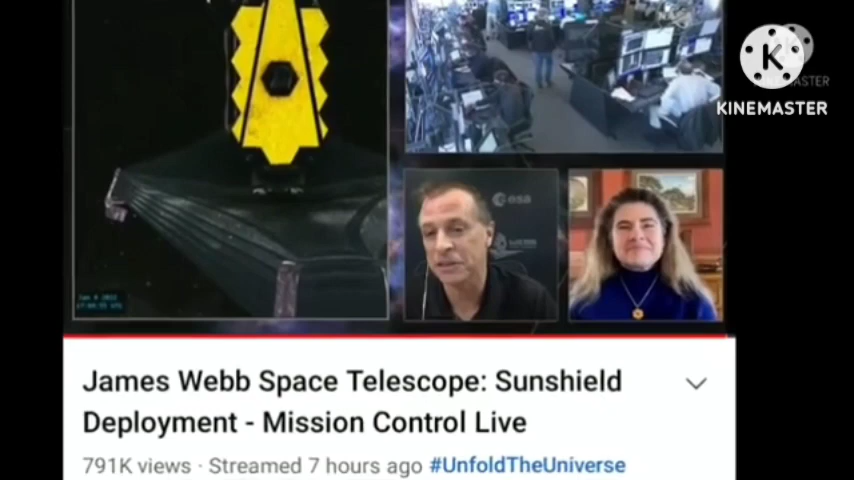 KINEMASTER
esa
James Webb Space Telescope: Sunshield
Deployment - Mission Control Live
791K views · Streamed 7 hours ago #UnfoldTheUniverse